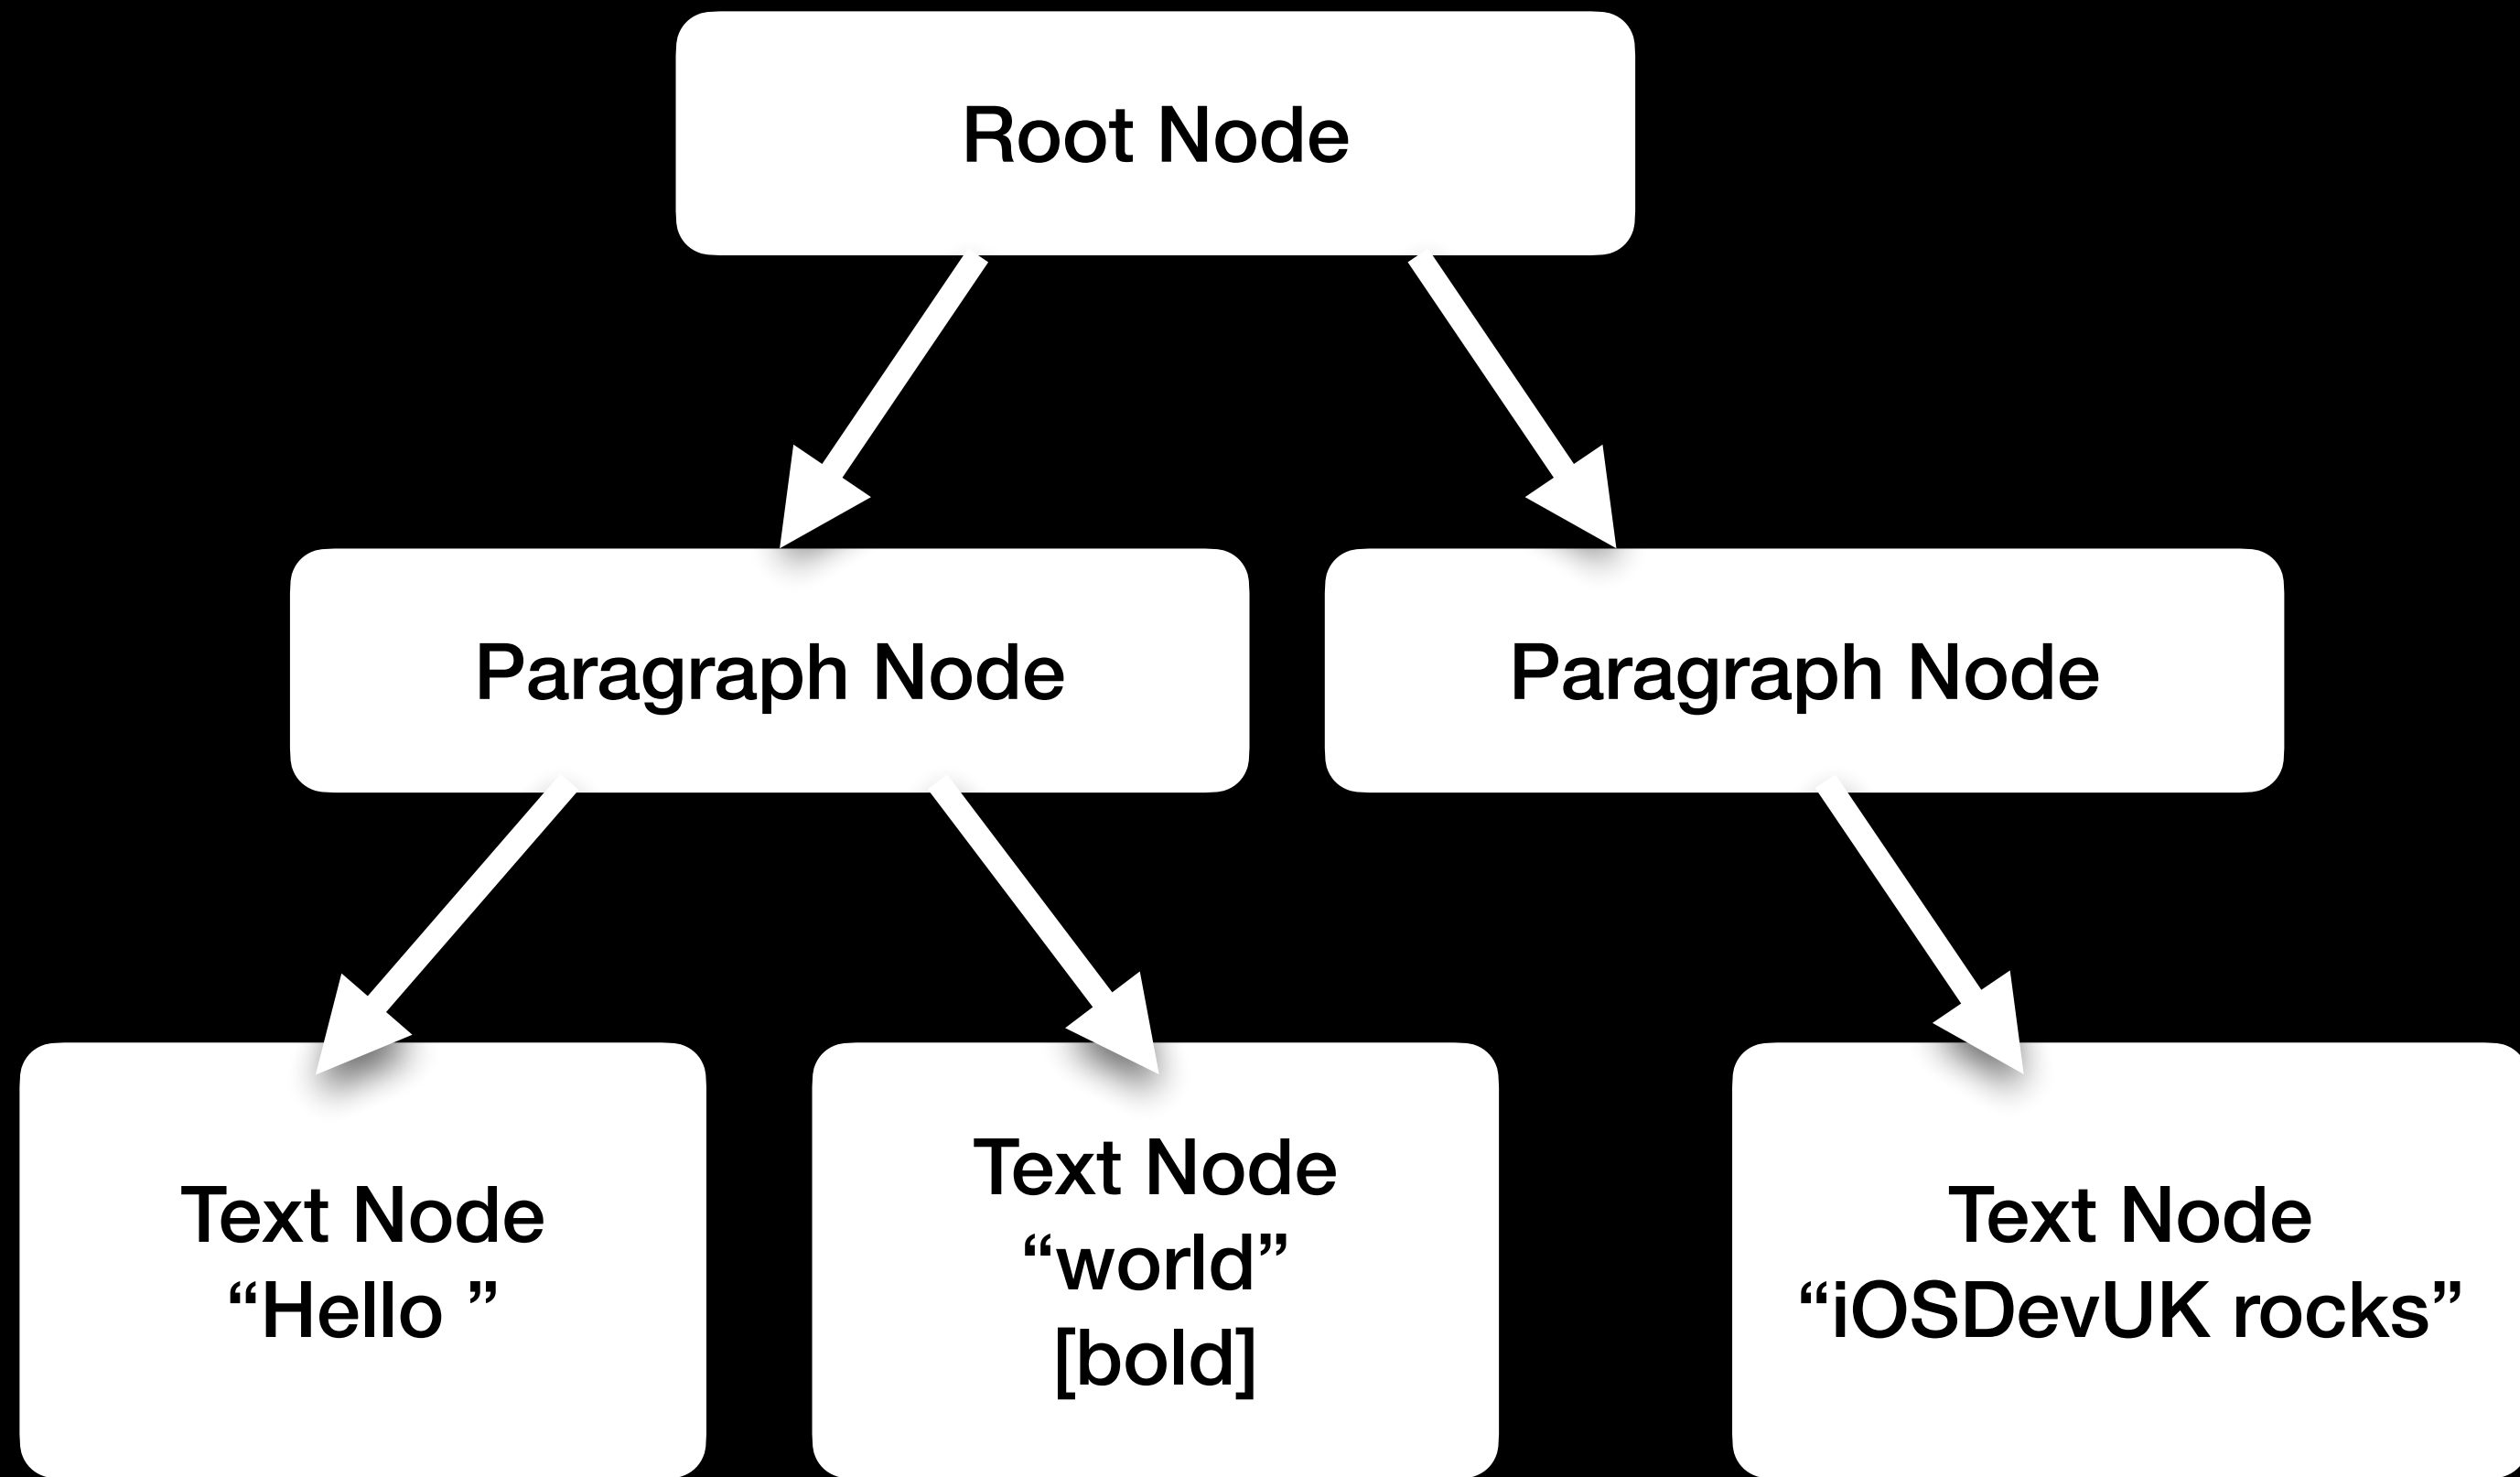 Root Node
Paragraph Node
Paragraph Node
Text Node
“Hello ”
Text Node
“world”
[bold]
Text Node
“iOSDevUK rocks”